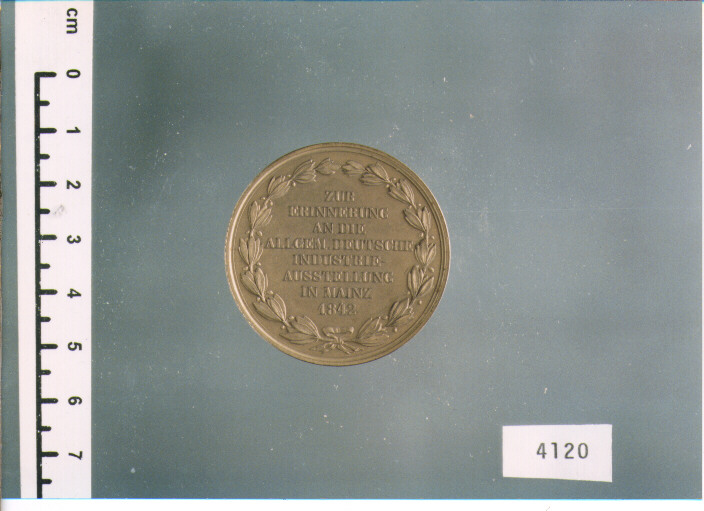 cm
0
1
2
3
4
5
6
7
ZUR
ERINNERUNG
AN DIE
ALLGEM. DEUTSCHE
INDUSTRIE-
AUSSTELLUNG
IN MAINZ
1842.
4120